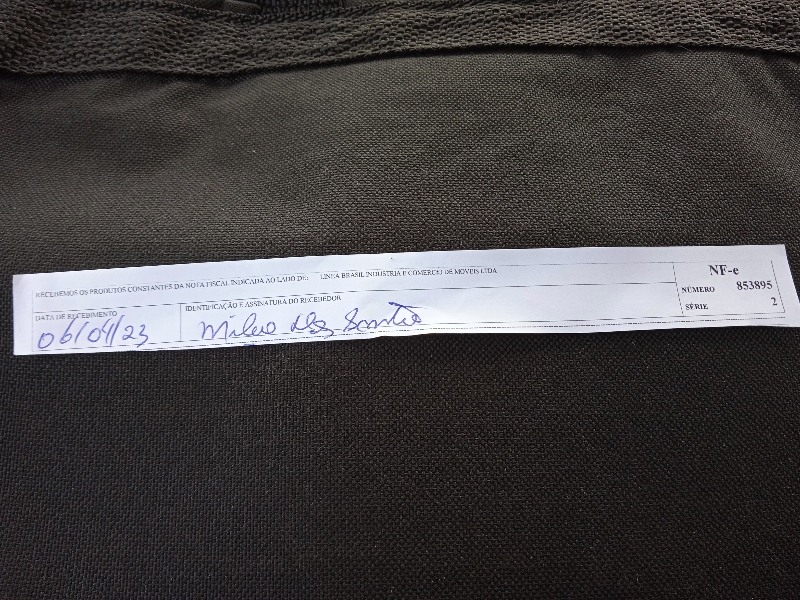 RECEBEMOS OS PRODUTOS CONSTANTES DA NOTA FISCAL INDICADA AO LADO DE: LINEA BRASIL INDUSTRIA E COMERCIO DE MOVEIS LTDA
NF-e
NÚMERO 853895
SÉRIE 2
DATA DE RECEBIMENTO
IDENTIFICAÇÃO E ASSINATURA DO RECEBEDOR
06/04/23